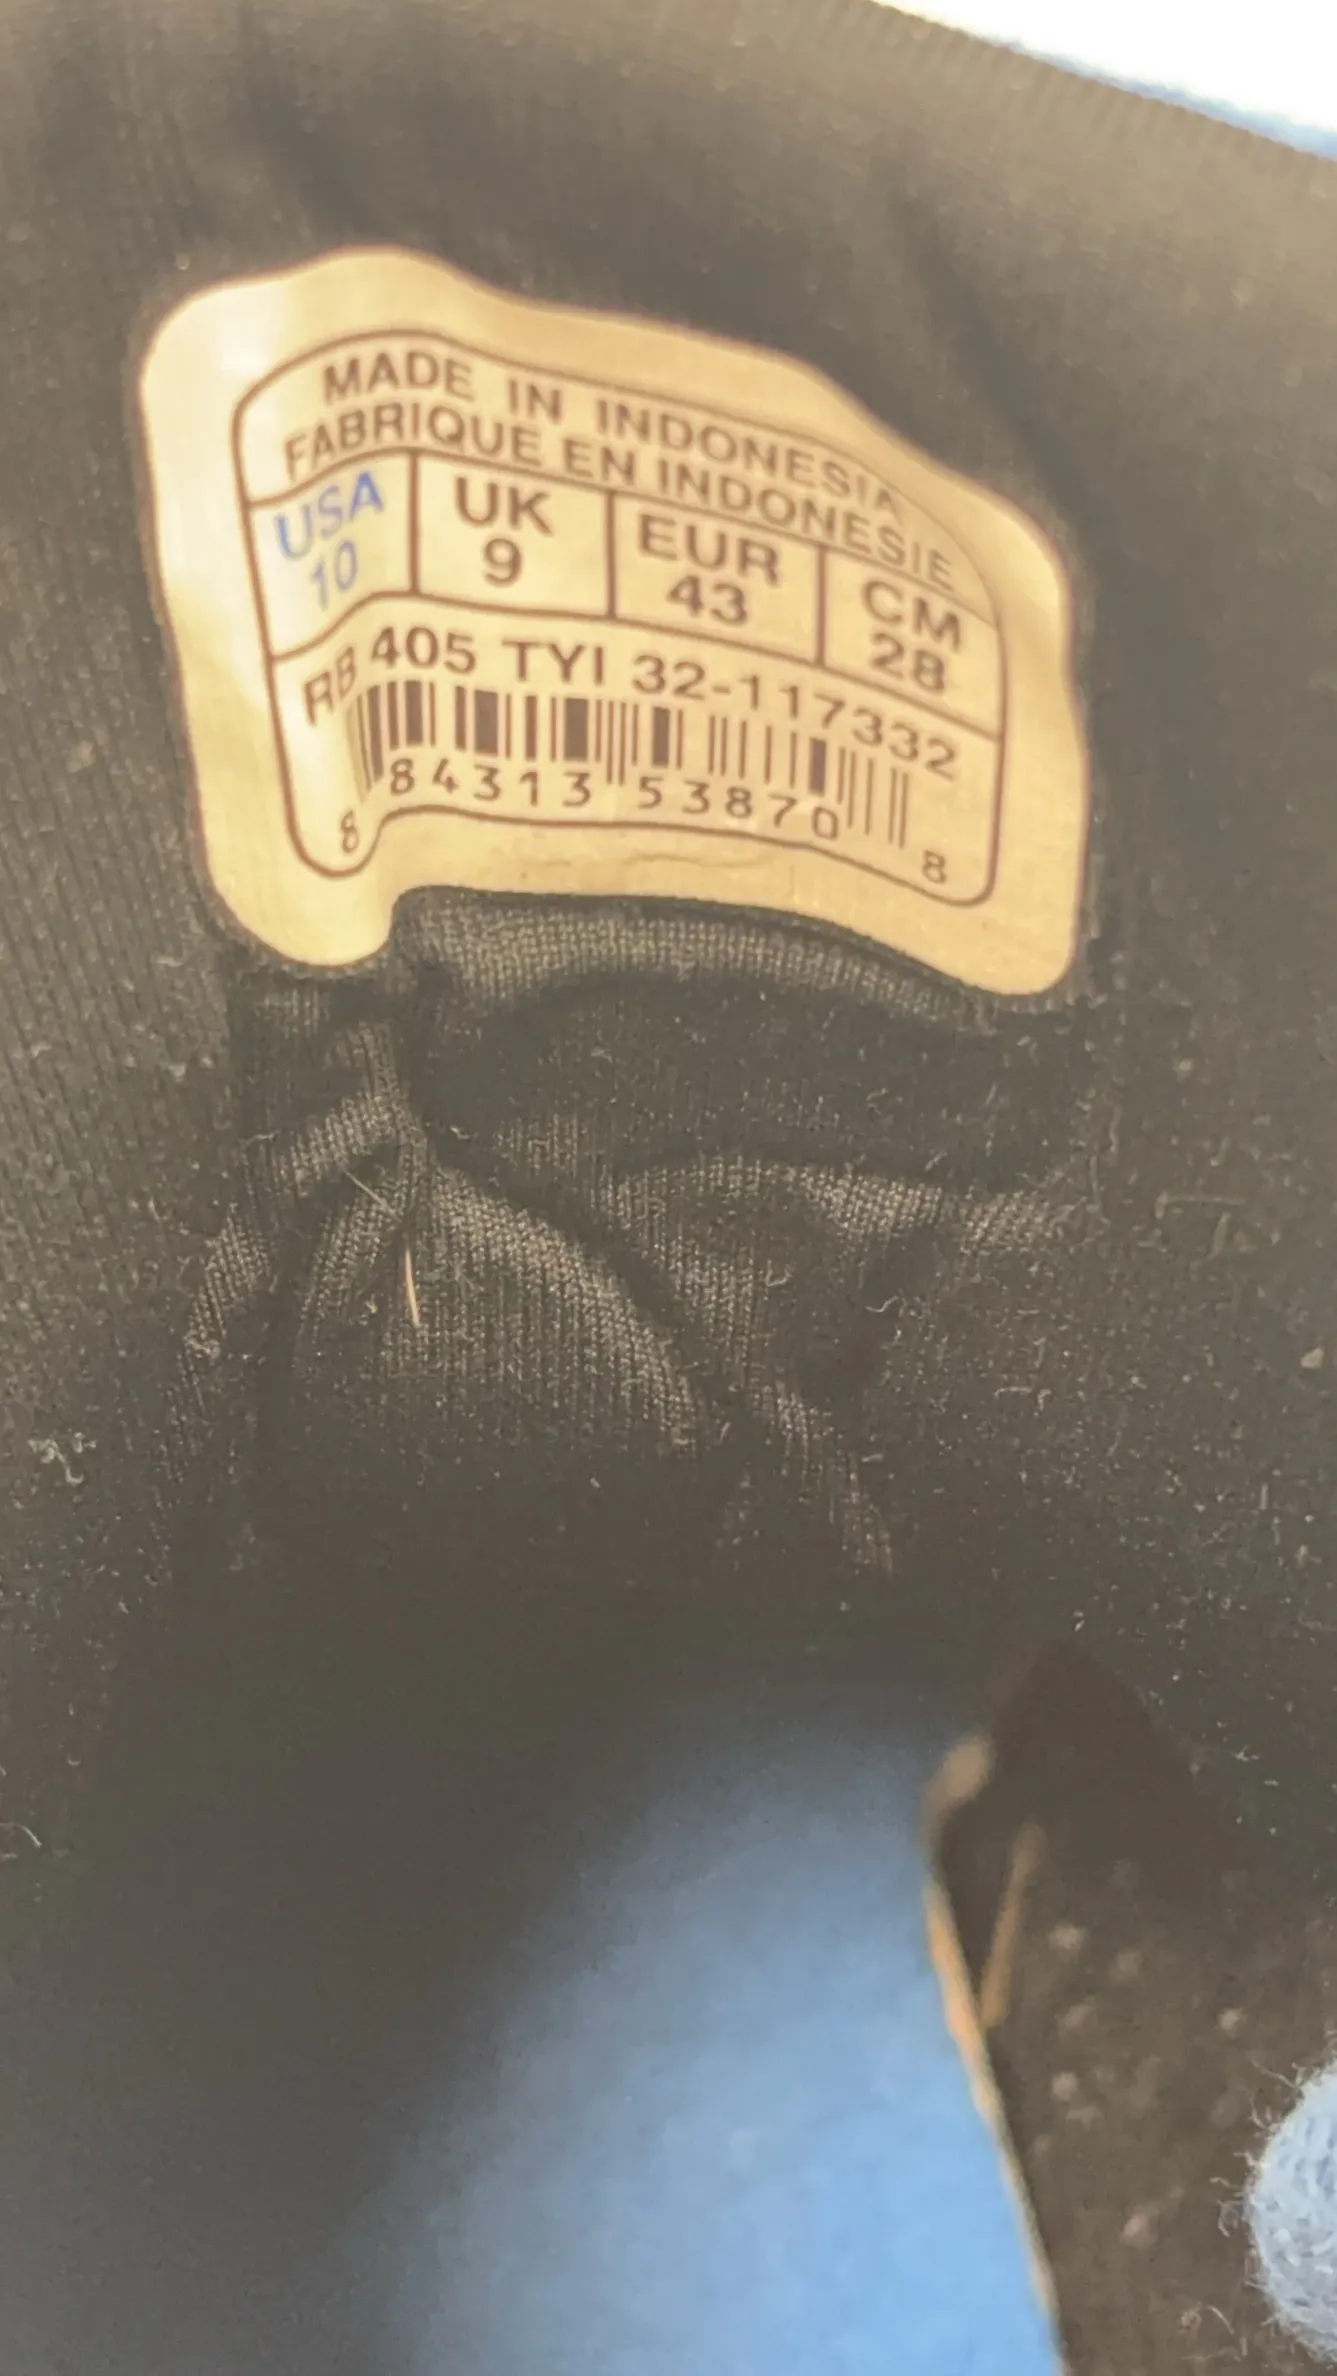 MADE IN INDONESIA
FABRIQUE EN INDONESIE
USA UK EUR CM
10 9 43 28
RB 405 TYI 32-117332
8 84313 53870 8